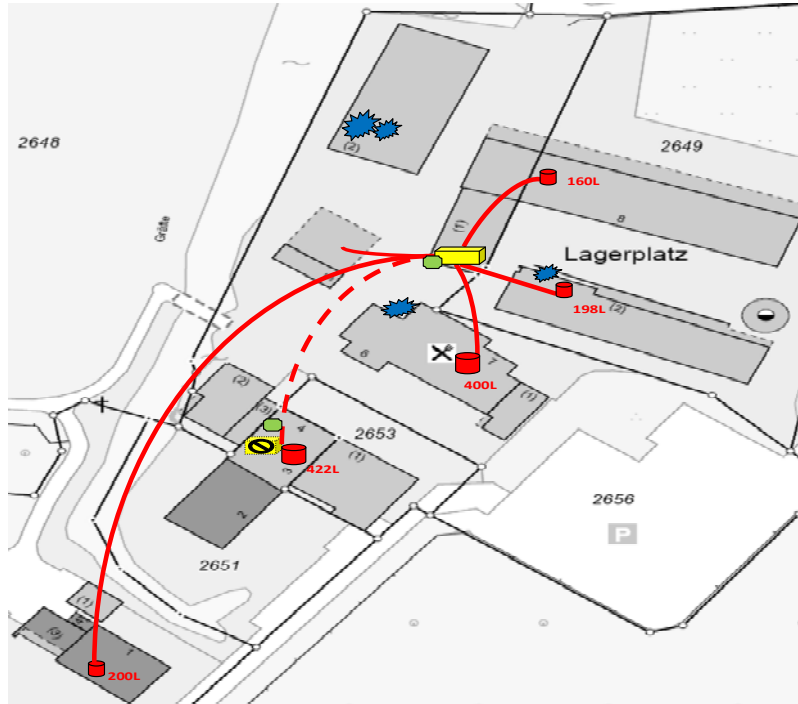 2648
(2)
2649
160L
8
(1)
Gräfle
Lagerplatz
198L
(2)
6
7
400L
(1)
(2)
(3)
4
2653
422L
(1)
3
2
2656
P
2651
(1)
(3)
1
200L